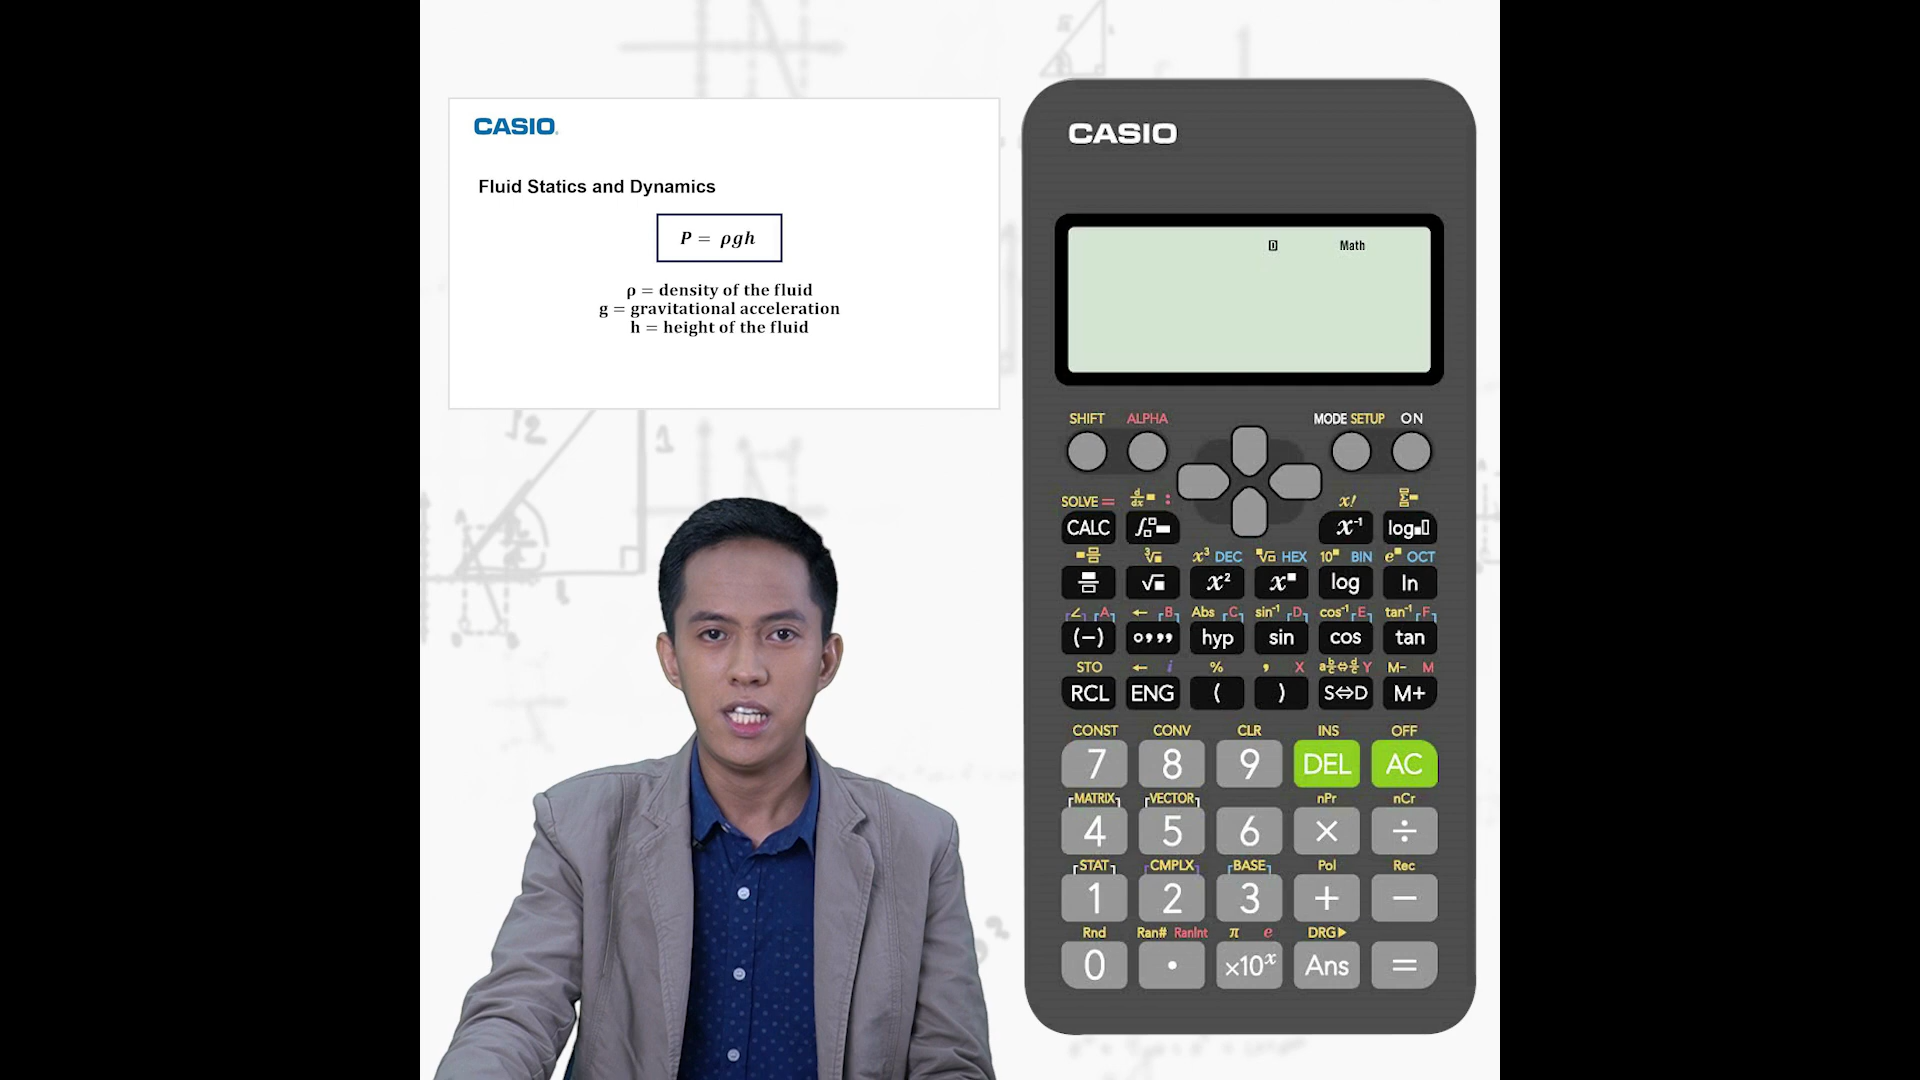 CASIO
Fluid Statics and Dynamics
P = ρgh
ρ = density of the fluid
g = gravitational acceleration
h = height of the fluid
CASIO
D Math
SHIFT ALPHA MODE SETUP ON
SOLVE = d/dx : x!
CALC x⁻¹ log
x³ DEC HEX 10 BIN e OCT
x² x log ln
∠ A ← B Abs C sin⁻¹ D cos⁻¹ E tan⁻¹ F
(−) hyp sin cos tan
STO ← i % , X Y M− M
RCL ENG ( ) S⇔D M+
CONST CONV CLR INS OFF
7 8 9 DEL AC
MATRIX VECTOR nPr nCr
4 5 6 × ÷
STAT CMPLX BASE Pol Rec
1 2 3 + −
Rnd Ran# RanInt π e DRG▶
0 • ×10ˣ Ans =